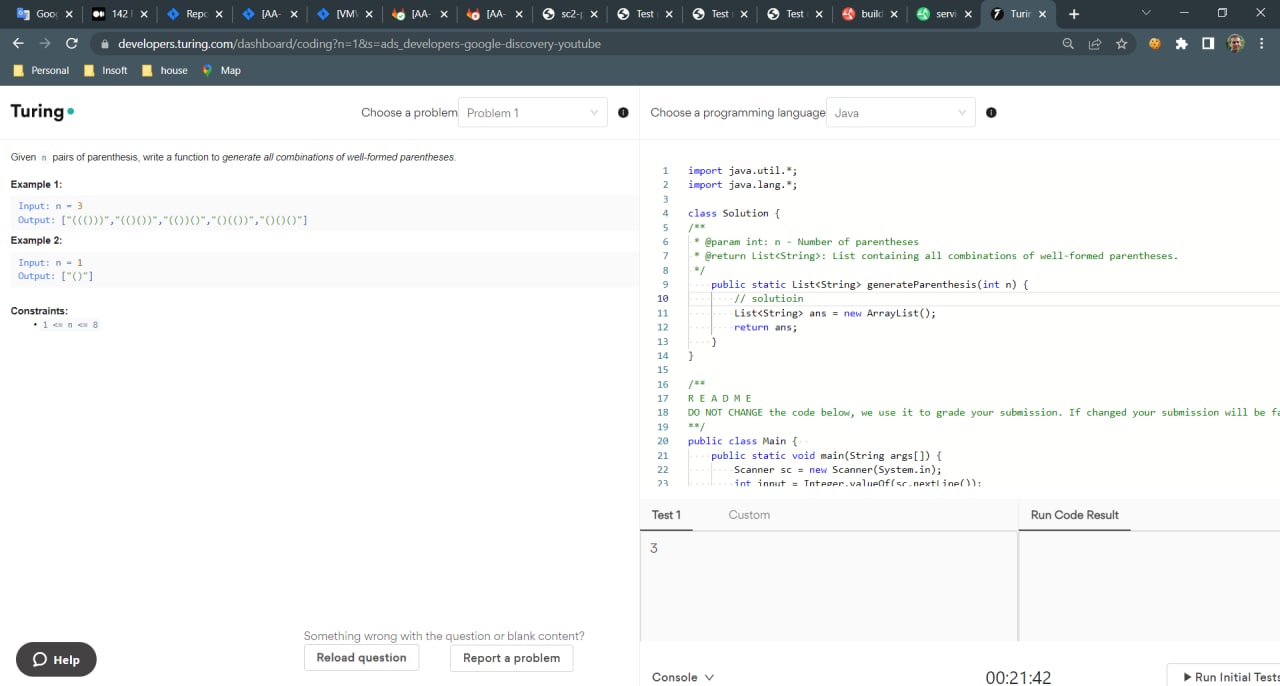 Goo
142
Rep
[AA-
[VM
[AA-
[AA-
sc2-p
Test
Test
Test
build
servi
Turin
developers.turing.com/dashboard/coding?n=1&s=ads_developers-google-discovery-youtube
Personal Insoft house Map
Turing
Choose a problem Problem 1
Choose a programming language Java
Given n pairs of parenthesis, write a function to generate all combinations of well-formed parentheses.
Example 1:
Input: n = 3
Output: ["((()))","(()())","(())()","()(())","()()()"]
Example 2:
Input: n = 1
Output: ["()"]
Constraints:
• 1 <= n <= 8
1 import java.util.*;
2 import java.lang.*;
3
4 class Solution {
5 /**
6 * @param int: n - Number of parentheses
7 * @return List<String>: List containing all combinations of well-formed parentheses.
8 */
9 public static List<String> generateParenthesis(int n) {
10 // solutioin
11 List<String> ans = new ArrayList();
12 return ans;
13 }
14 }
15
16 /**
17 R E A D M E
18 DO NOT CHANGE the code below, we use it to grade your submission. If changed your submission will be fa
19 **/
20 public class Main {
21 public static void main(String args[]) {
22 Scanner sc = new Scanner(System.in);
23 int input = Integer.valueOf(sc.nextLine());
Test 1 Custom
Run Code Result
3
Something wrong with the question or blank content?
Reload question Report a problem
Help
Console
00:21:42
Run Initial Tests